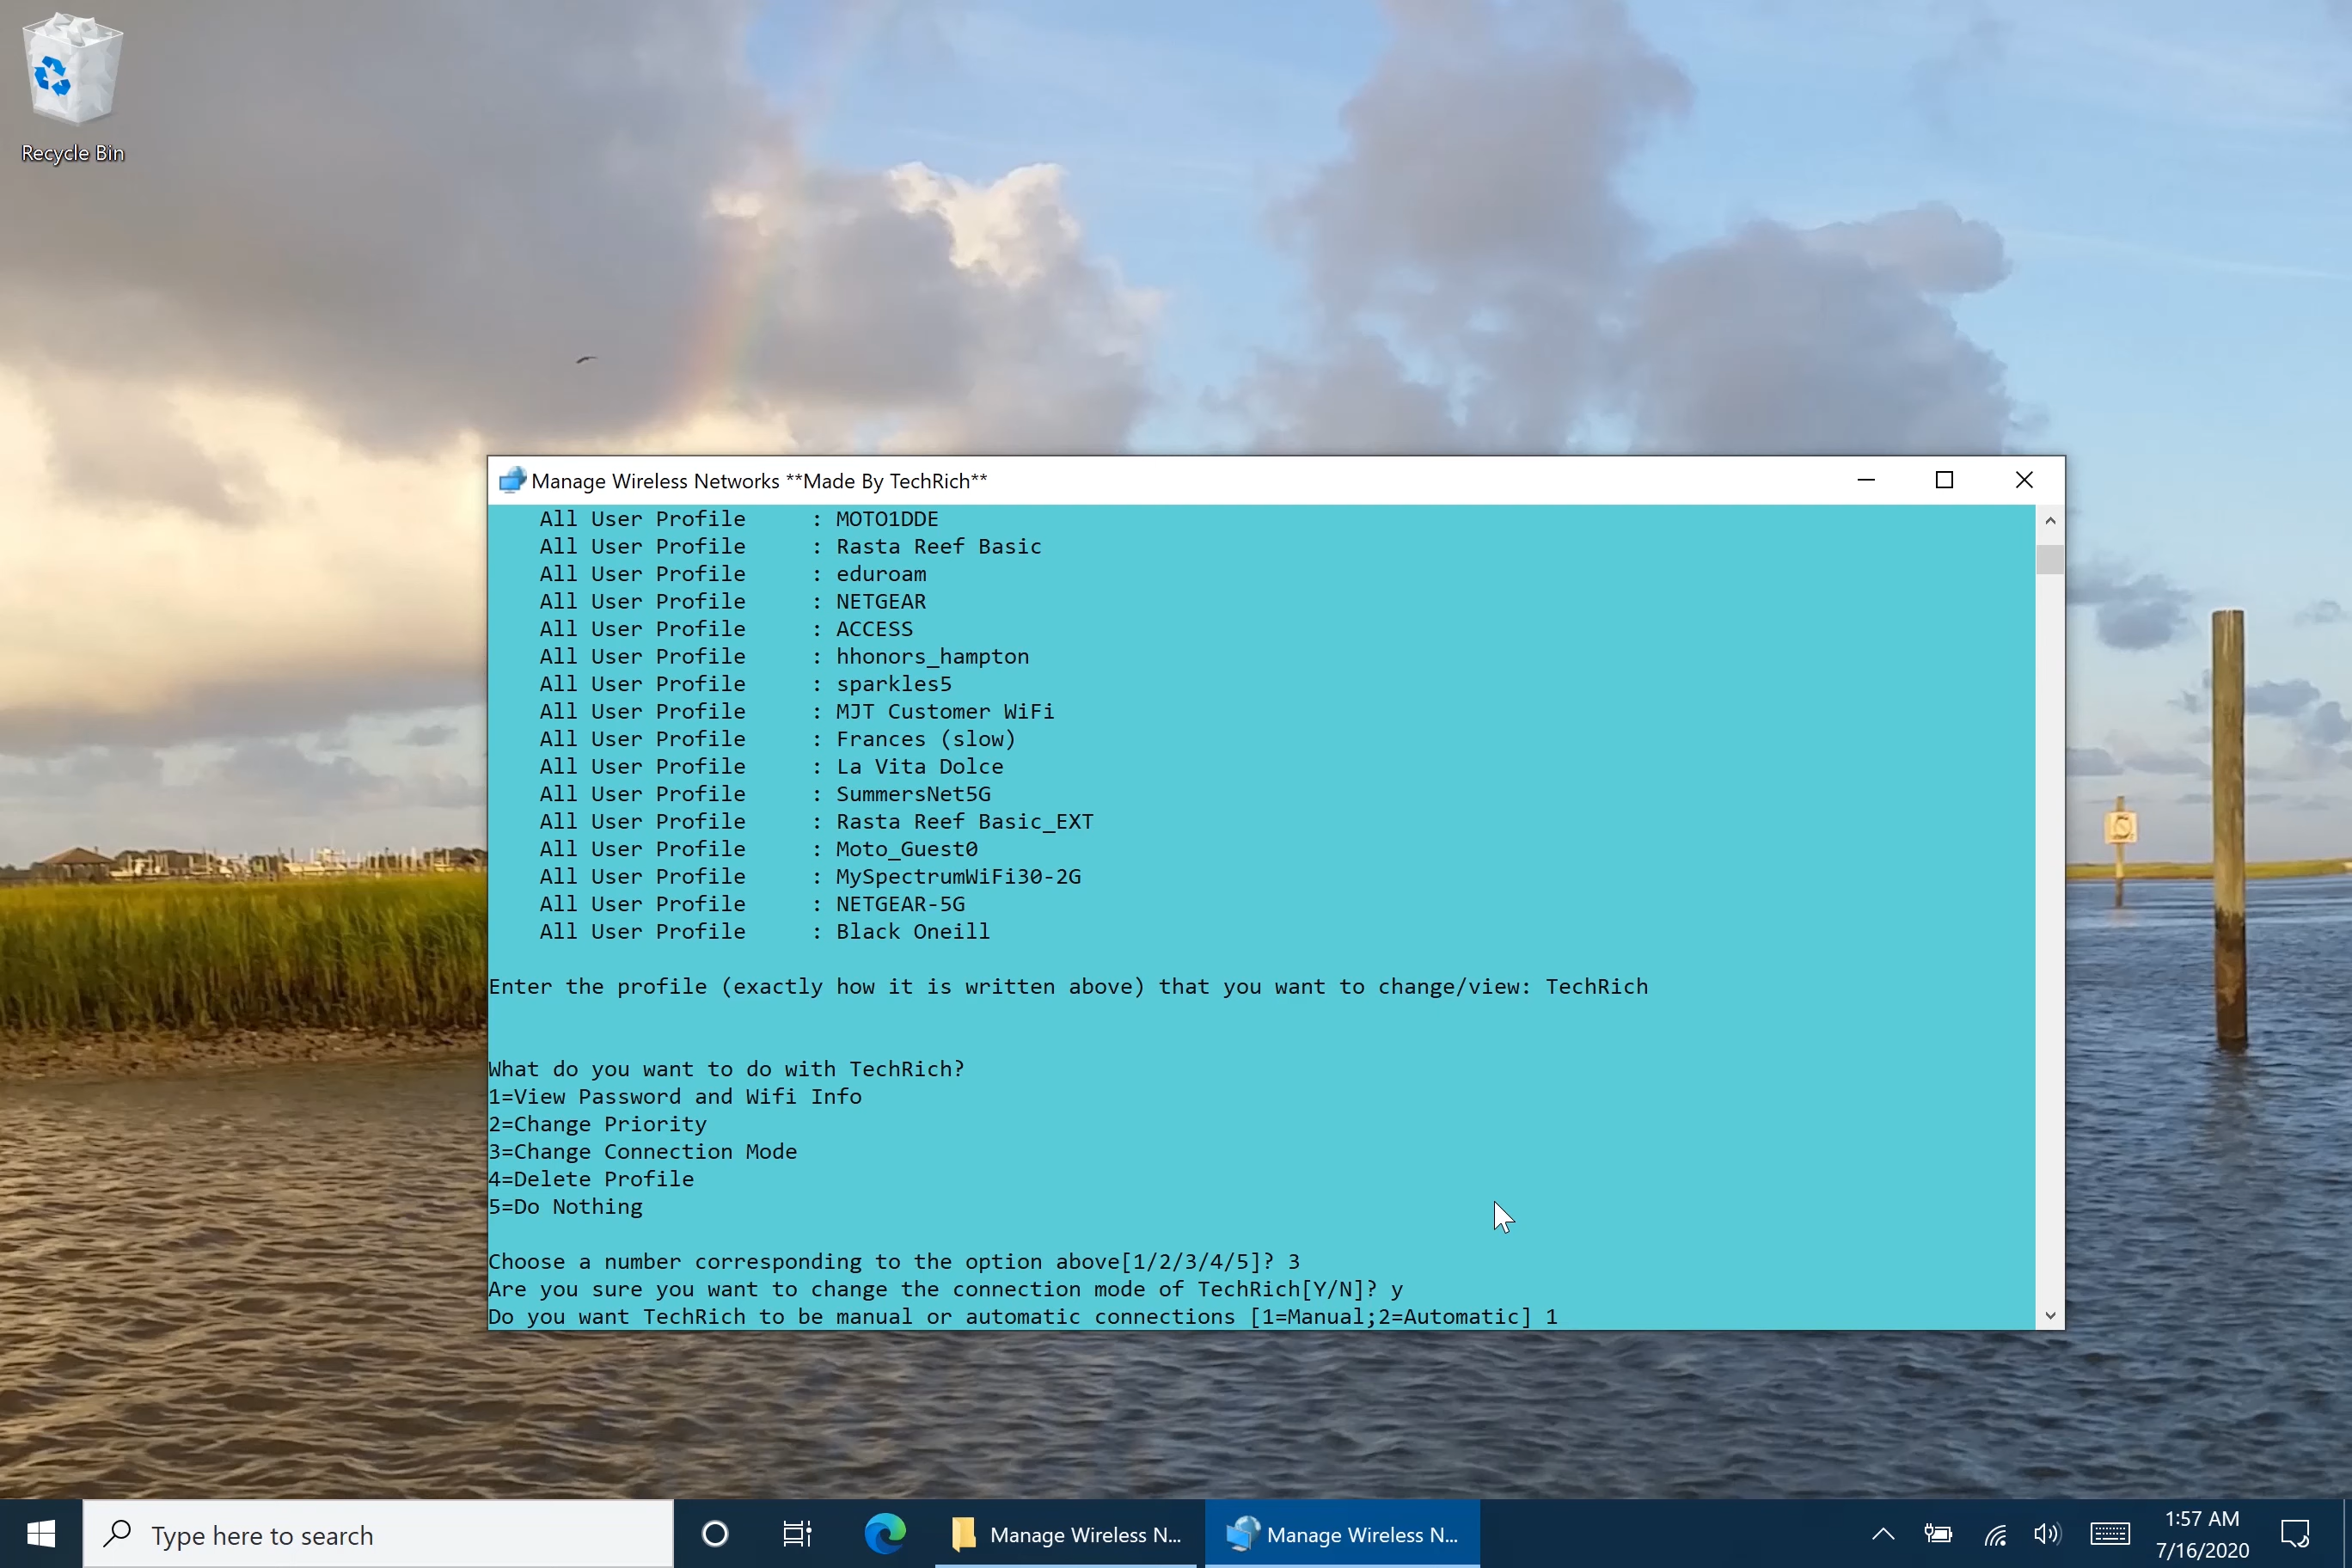 Recycle Bin
Manage Wireless Networks **Made By TechRich**
All User Profile : MOTO1DDE
All User Profile : Rasta Reef Basic
All User Profile : eduroam
All User Profile : NETGEAR
All User Profile : ACCESS
All User Profile : hhonors_hampton
All User Profile : sparkles5
All User Profile : MJT Customer WiFi
All User Profile : Frances (slow)
All User Profile : La Vita Dolce
All User Profile : SummersNet5G
All User Profile : Rasta Reef Basic_EXT
All User Profile : Moto_Guest0
All User Profile : MySpectrumWiFi30-2G
All User Profile : NETGEAR-5G
All User Profile : Black Oneill
Enter the profile (exactly how it is written above) that you want to change/view: TechRich
What do you want to do with TechRich?
1=View Password and Wifi Info
2=Change Priority
3=Change Connection Mode
4=Delete Profile
5=Do Nothing
Choose a number corresponding to the option above[1/2/3/4/5]? 3
Are you sure you want to change the connection mode of TechRich[Y/N]? y
Do you want TechRich to be manual or automatic connections [1=Manual;2=Automatic] 1
Type here to search
Manage Wireless N...
Manage Wireless N...
1:57 AM
7/16/2020